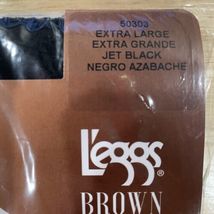 50303
EXTRA LARGE
EXTRA GRANDE
JET BLACK
NEGRO AZABACHE
L'eggs®
BROWN